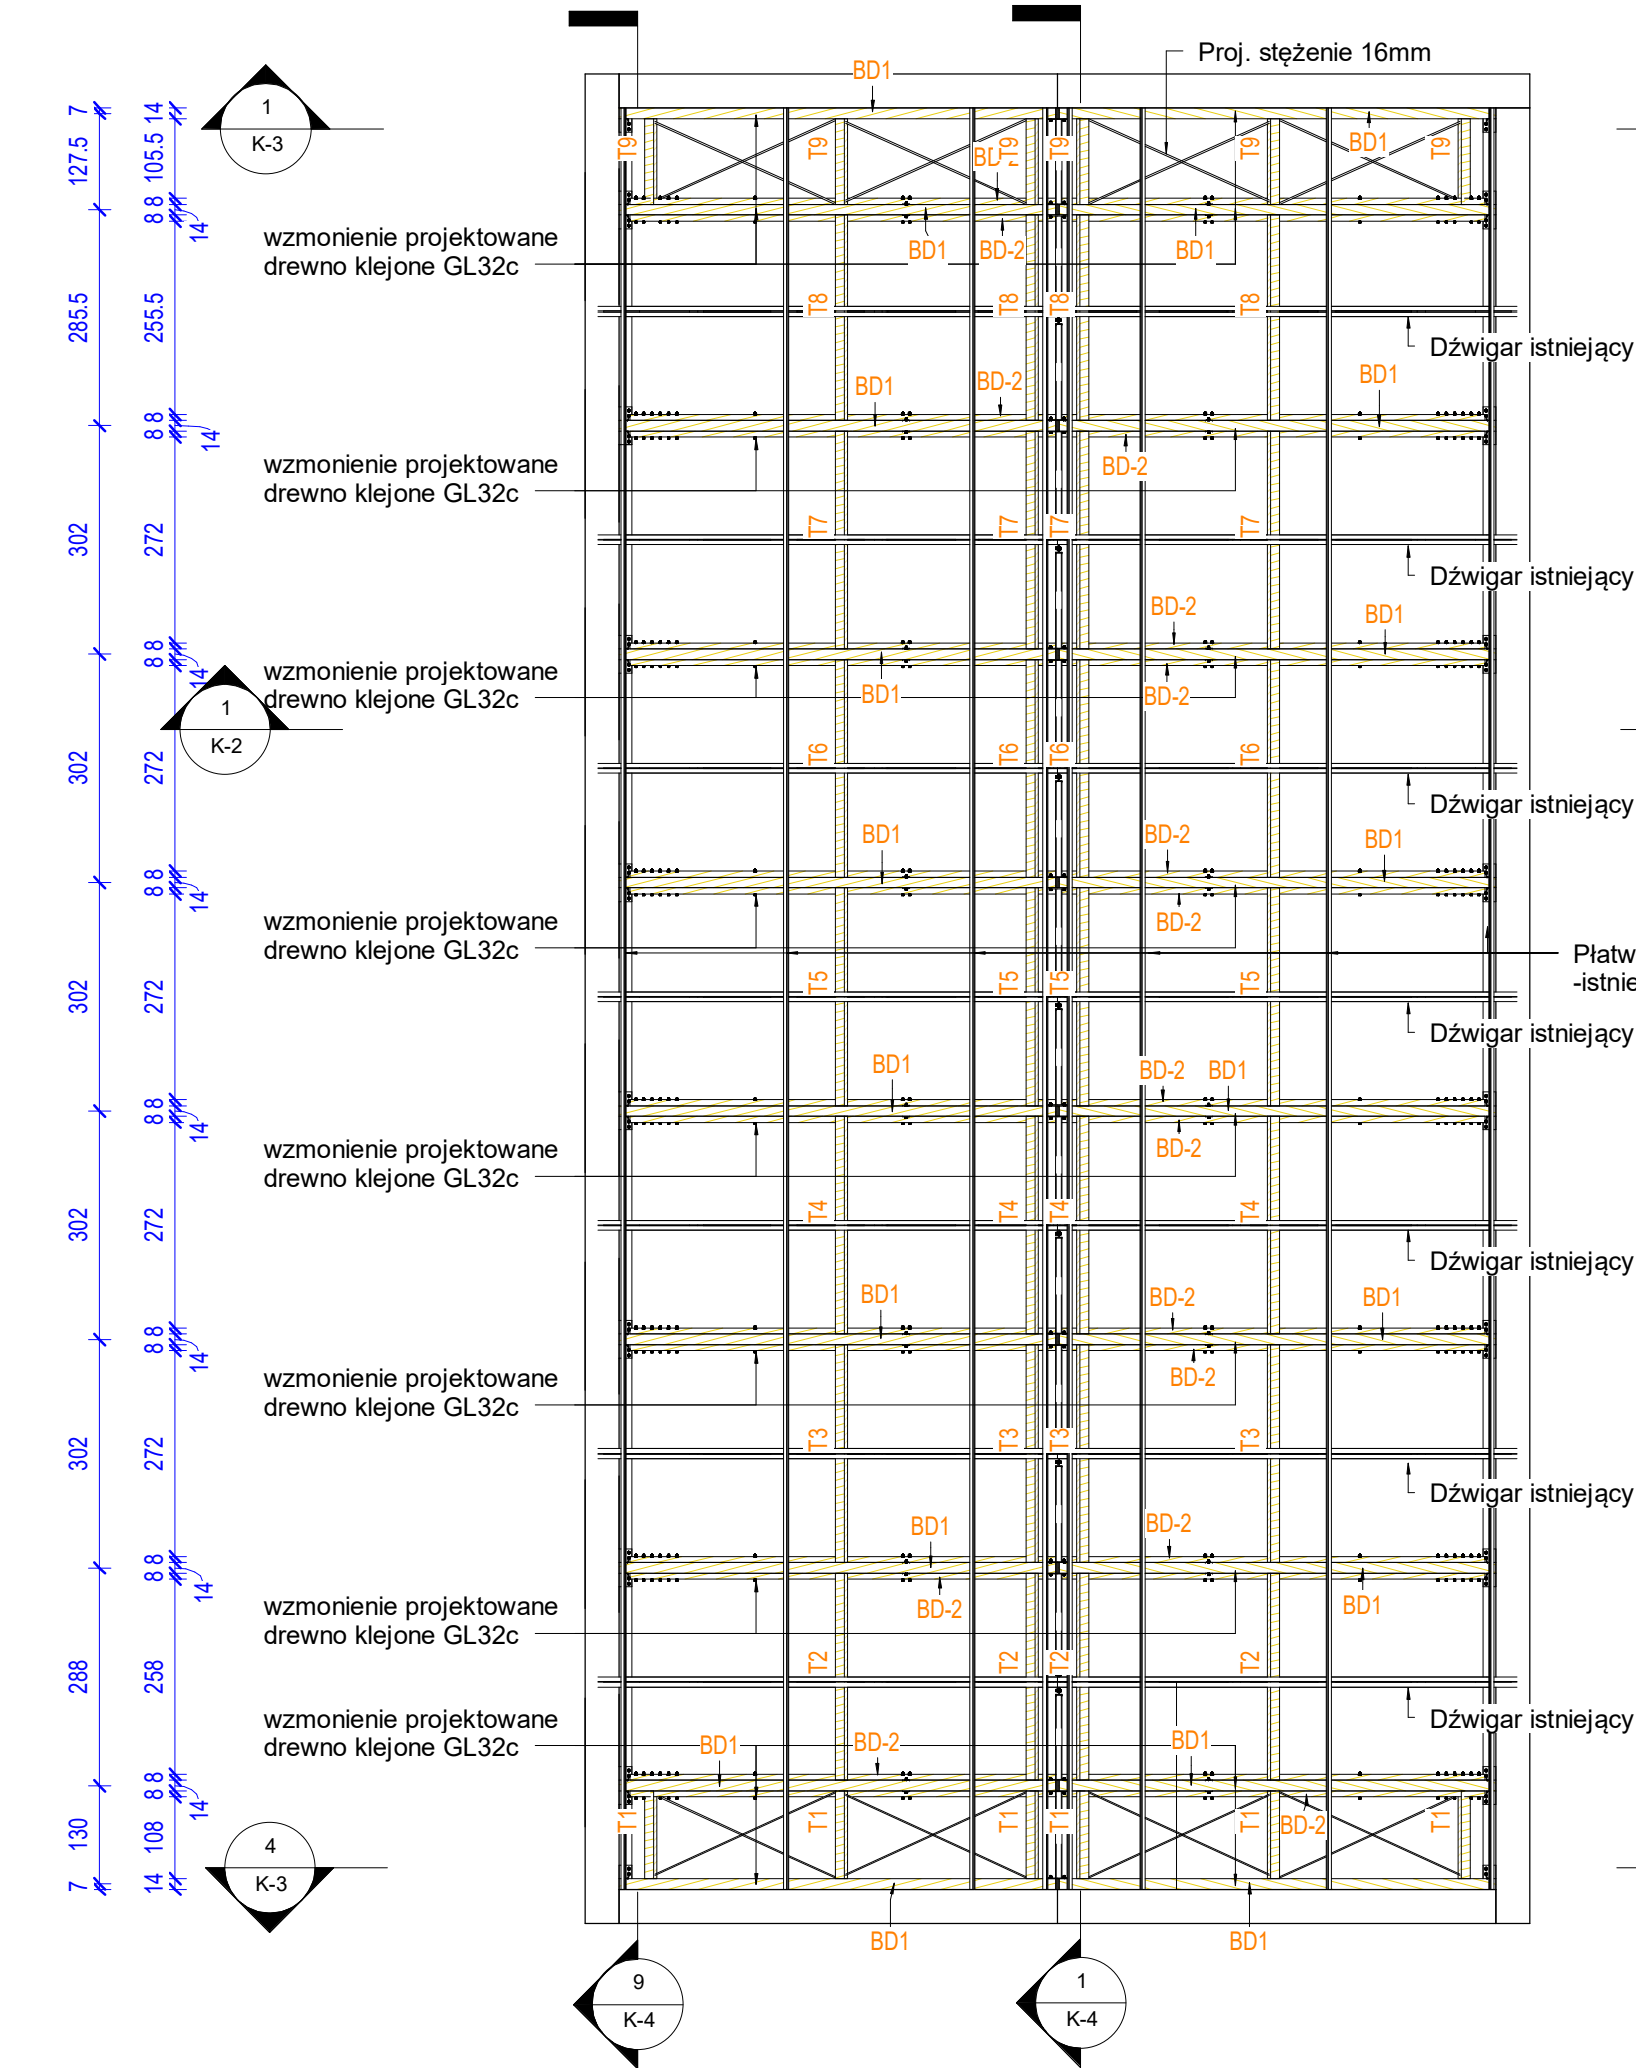 Proj. stężenie 16mm
BD1
1
K-3
7
14
127.5
105.5
T9
T9
T9
T9
T9
T9
BD1
BD-2
8
8
14
wzmonienie projektowane
drewno klejone GL32c
BD1
BD-2
BD1
285.5
255.5
T8
T8
T8
T8
Dźwigar istniejący
BD1
BD-2
BD1
8
8
14
wzmonienie projektowane
drewno klejone GL32c
BD-2
302
272
T7
T7
T7
T7
Dźwigar istniejący
BD-2
BD1
8
8
14
wzmonienie projektowane
drewno klejone GL32c
BD1
BD-2
1
K-2
302
272
T6
T6
T6
T6
Dźwigar istniejący
BD1
BD-2
BD1
8
8
14
wzmonienie projektowane
drewno klejone GL32c
BD-2
Płatw
-istnie
302
272
T5
T5
T5
T5
Dźwigar istniejący
BD1
BD-2
BD1
8
8
14
wzmonienie projektowane
drewno klejone GL32c
BD-2
302
272
T4
T4
T4
T4
Dźwigar istniejący
BD1
BD-2
BD1
8
8
14
wzmonienie projektowane
drewno klejone GL32c
BD-2
302
272
T3
T3
T3
T3
Dźwigar istniejący
BD1
BD-2
8
8
14
wzmonienie projektowane
drewno klejone GL32c
BD-2
BD1
288
258
T2
T2
T2
T2
Dźwigar istniejący
wzmonienie projektowane
drewno klejone GL32c
BD1
BD-2
BD1
8
8
14
130
108
T1
T1
T1
T1
T1
T1
BD-2
4
K-3
7
14
BD1
BD1
9
K-4
1
K-4